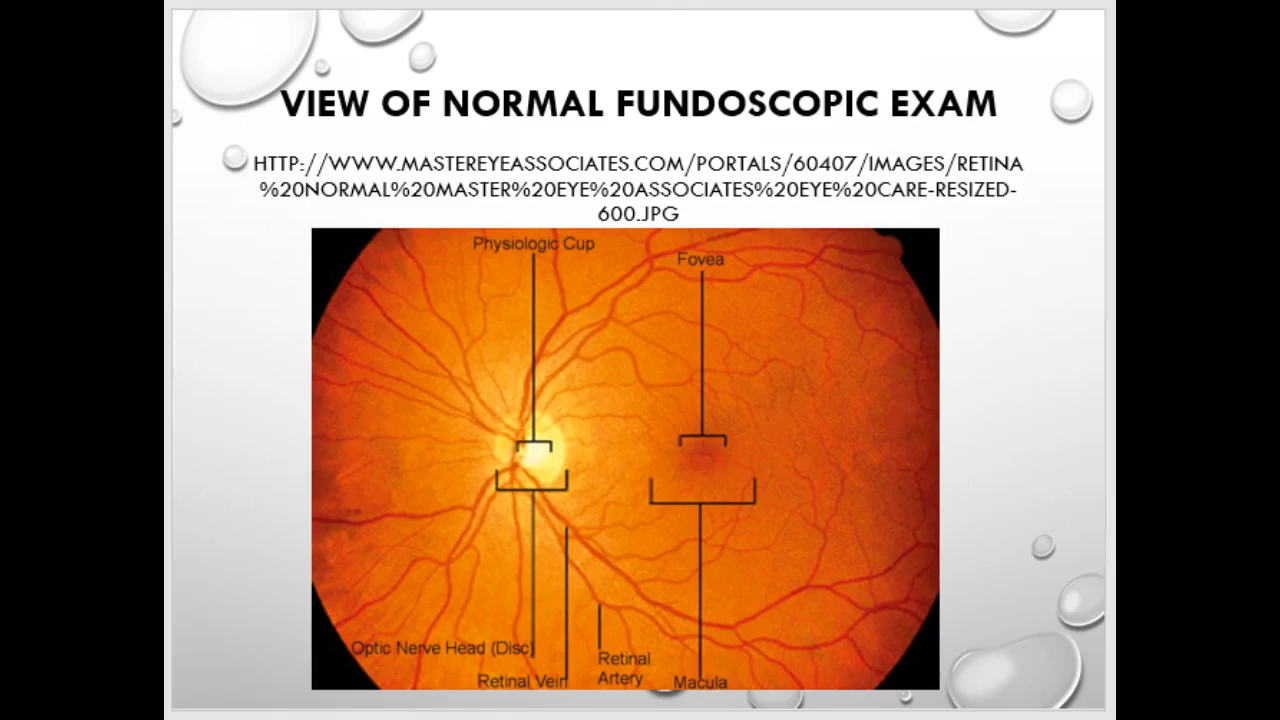 VIEW OF NORMAL FUNDOSCOPIC EXAM
HTTP://WWW.MASTEREYEASSOCIATES.COM/PORTALS/60407/IMAGES/RETINA
%20NORMAL%20MASTER%20EYE%20ASSOCIATES%20EYE%20CARE-RESIZED-
600.JPG
Physiologic Cup
Fovea
Optic Nerve Head (Disc)
Retinal Vein
Retinal
Artery
Macula